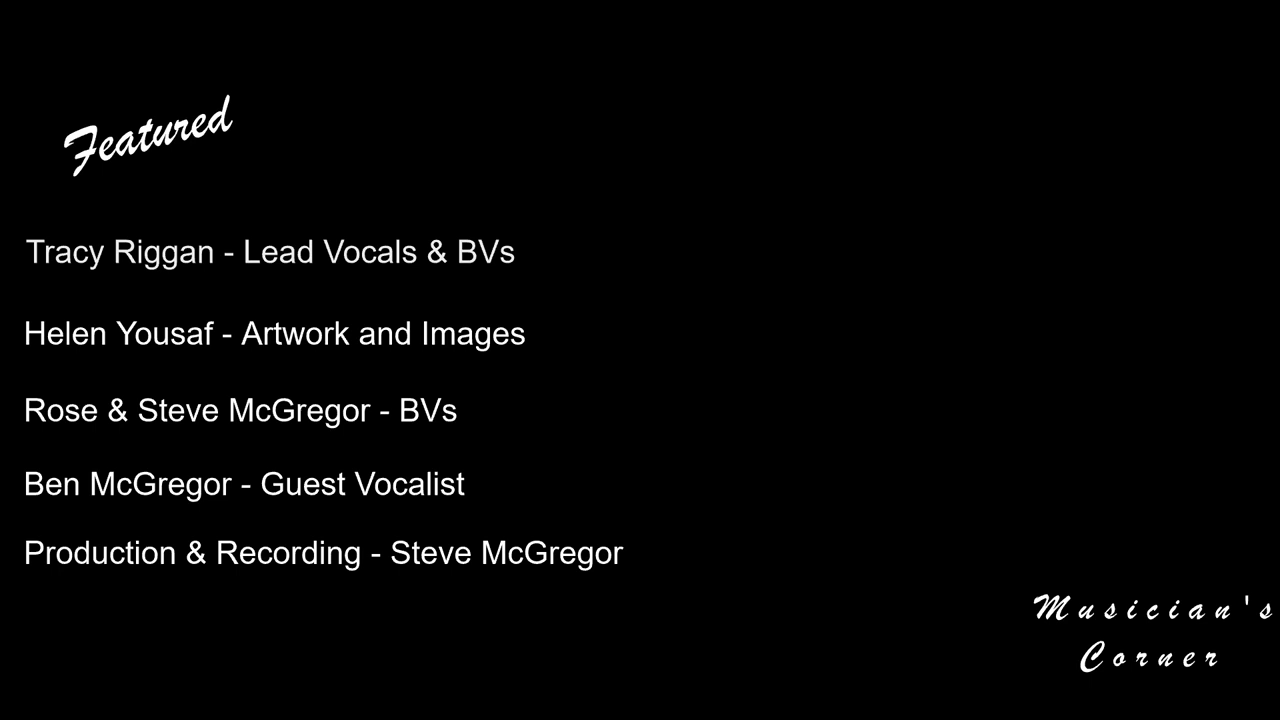 Featured
Tracy Riggan - Lead Vocals & BVs
Helen Yousaf - Artwork and Images
Rose & Steve McGregor - BVs
Ben McGregor - Guest Vocalist
Production & Recording - Steve McGregor
Musician's
Corner